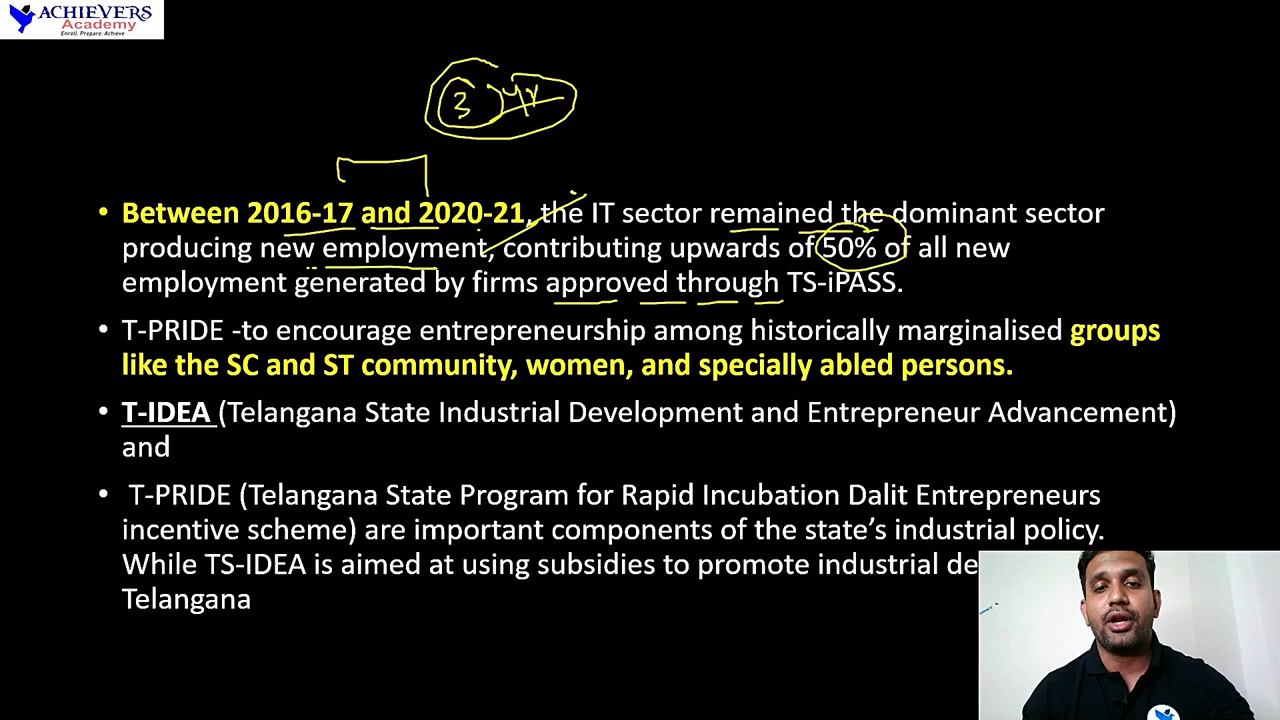 ACHIEVERS
Academy
Enroll. Prepare. Achieve
3 yr
• Between 2016-17 and 2020-21, the IT sector remained the dominant sector
producing new employment, contributing upwards of 50% of all new
employment generated by firms approved through TS-iPASS.
• T-PRIDE -to encourage entrepreneurship among historically marginalised groups
like the SC and ST community, women, and specially abled persons.
• T-IDEA (Telangana State Industrial Development and Entrepreneur Advancement)
and
• T-PRIDE (Telangana State Program for Rapid Incubation Dalit Entrepreneurs
incentive scheme) are important components of the state’s industrial policy.
While TS-IDEA is aimed at using subsidies to promote industrial de
Telangana